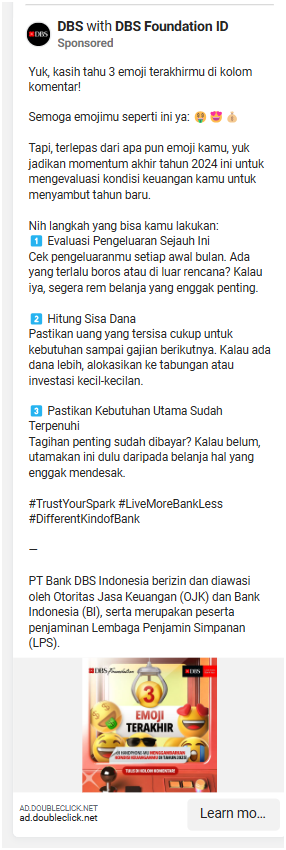 DBS with DBS Foundation ID
Sponsored
Yuk, kasih tahu 3 emoji terakhirmu di kolom
komentar!
Semoga emojimu seperti ini ya: 🤑😍👍🏼
Tapi, terlepas dari apa pun emoji kamu, yuk
jadikan momentum akhir tahun 2024 ini untuk
mengevaluasi kondisi keuangan kamu untuk
menyambut tahun baru.
Nih langkah yang bisa kamu lakukan:
1️⃣ Evaluasi Pengeluaran Sejauh Ini
Cek pengeluaranmu setiap awal bulan. Ada
yang terlalu boros atau di luar rencana? Kalau
iya, segera rem belanja yang enggak penting.
2️⃣ Hitung Sisa Dana
Pastikan uang yang tersisa cukup untuk
kebutuhan sampai gajian berikutnya. Kalau ada
dana lebih, alokasikan ke tabungan atau
investasi kecil-kecilan.
3️⃣ Pastikan Kebutuhan Utama Sudah
Terpenuhi
Tagihan penting sudah dibayar? Kalau belum,
utamakan ini dulu daripada belanja hal yang
enggak mendesak.
#TrustYourSpark #LiveMoreBankLess
#DifferentKindofBank
—
PT Bank DBS Indonesia berizin dan diawasi
oleh Otoritas Jasa Keuangan (OJK) dan Bank
Indonesia (BI), serta merupakan peserta
penjaminan Lembaga Penjamin Simpanan
(LPS).
DBS Foundation
DBS
3
EMOJI
TERAKHIR
HANDPHONE MU MENGGAMBARKAN
KONDISI KEUANGANMU DI TAHUN
TULIS DI KOLOM KOMENTAR!
AD.DOUBLECLICK.NET
ad.doubleclick.net
Learn mo...